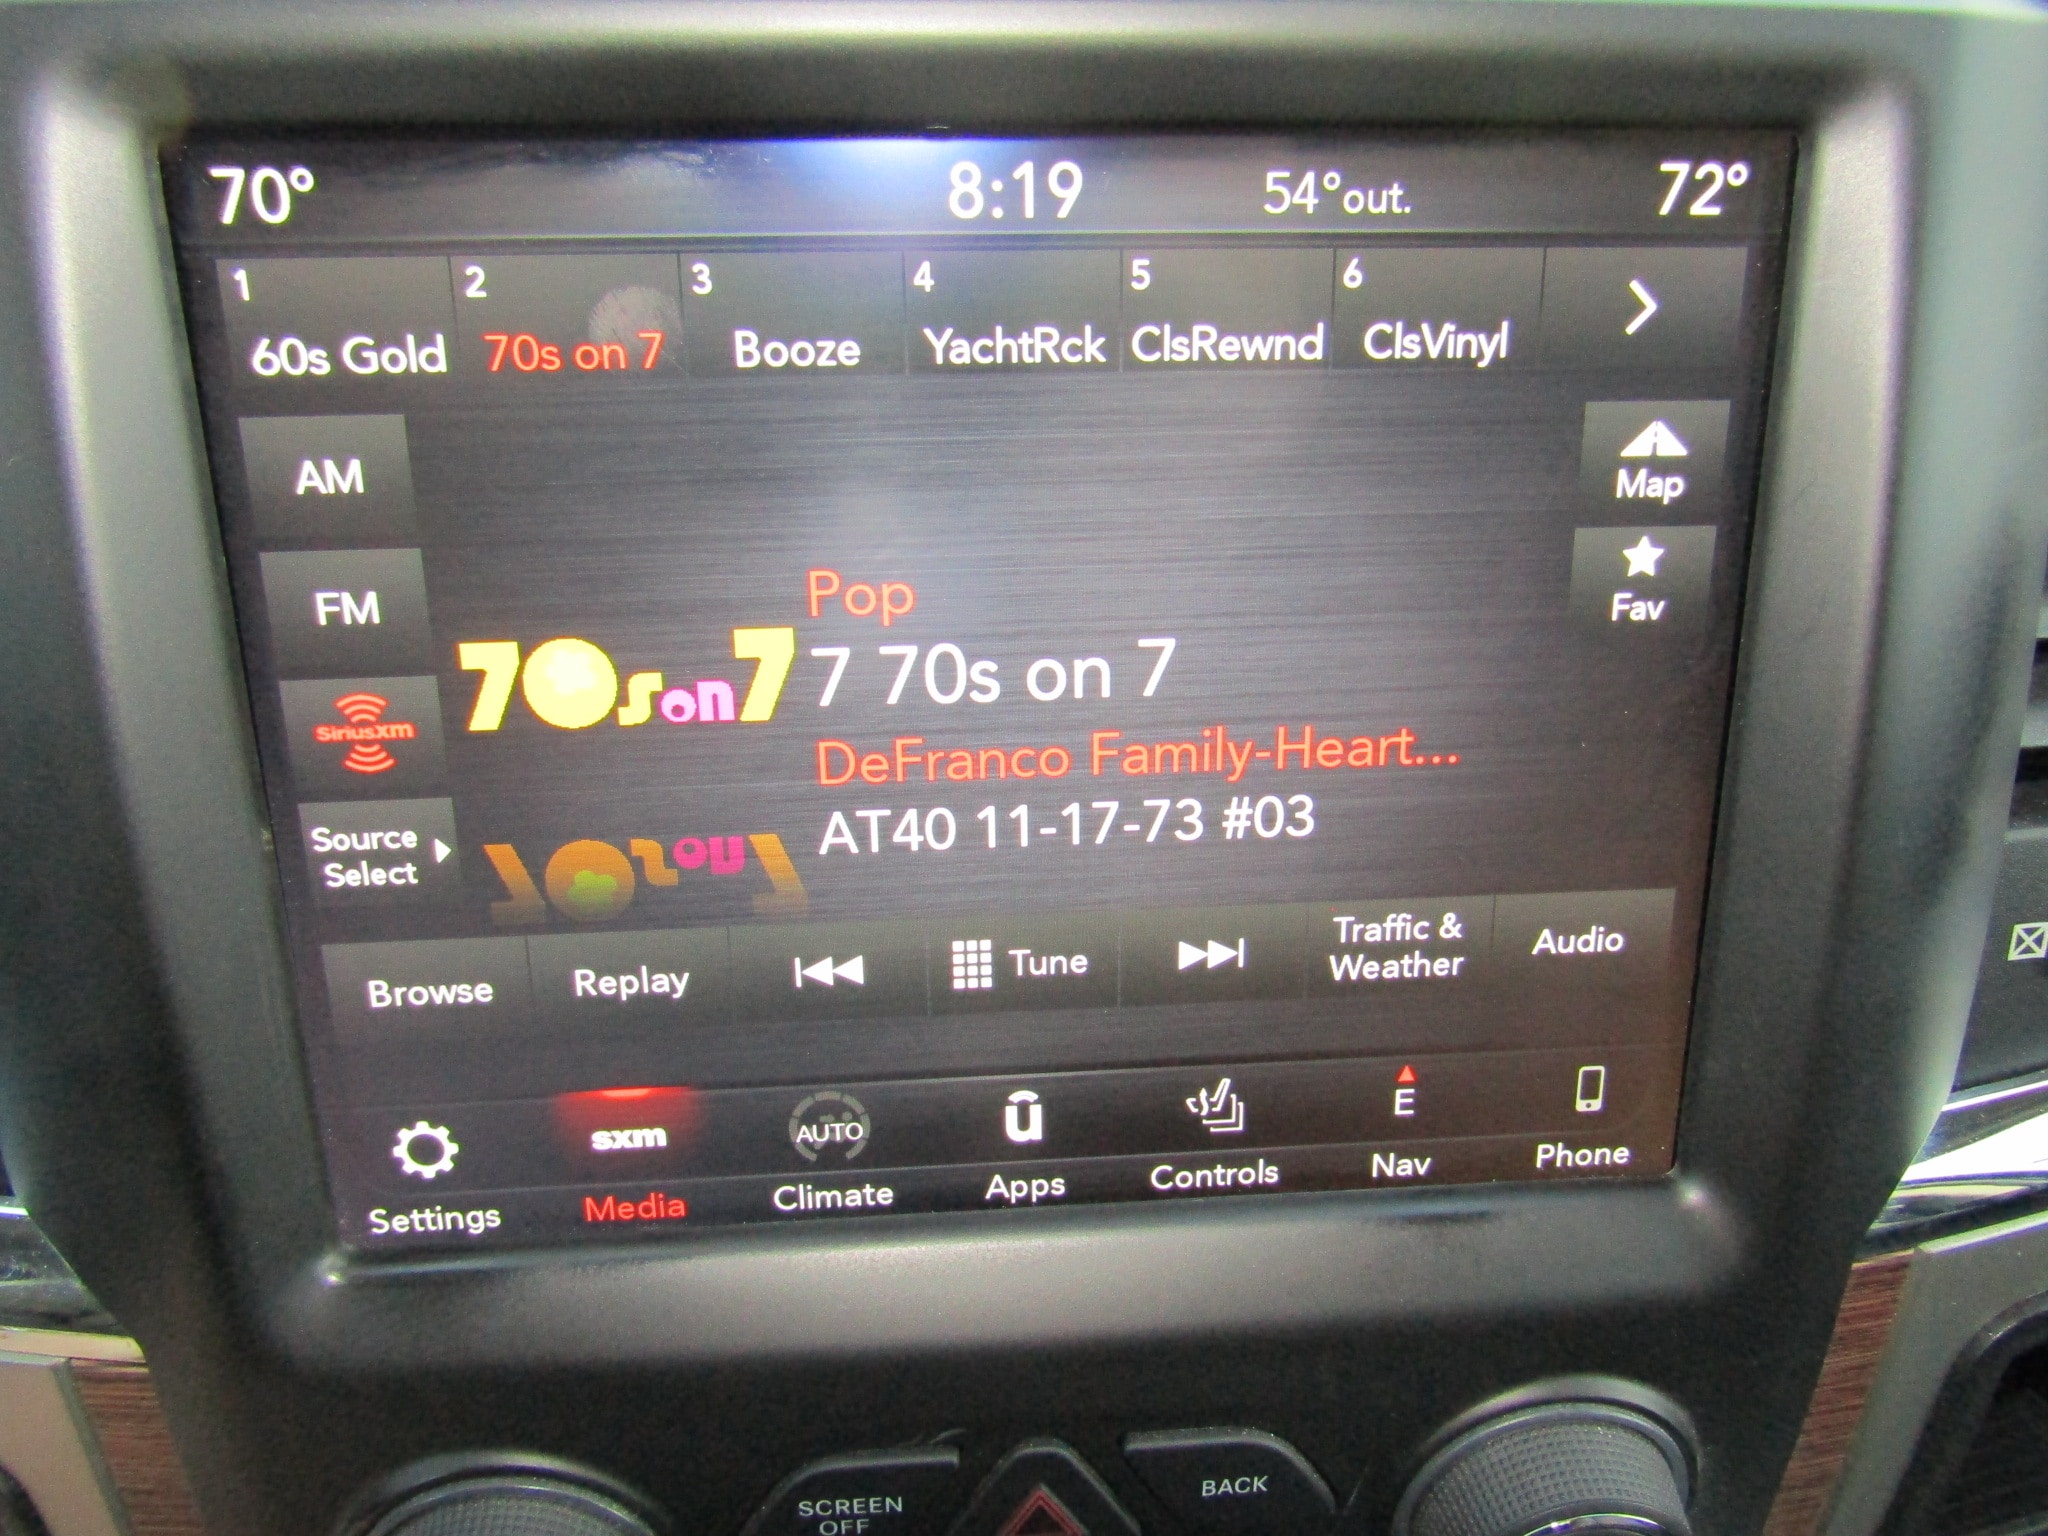 70° 8:19 54°out. 72°
1 2 3 4 5 6
60s Gold 70s on 7 Booze YachtRck ClsRewnd ClsVinyl
AM
Map
FM
Fav
Pop
70s on 7
7 70s on 7
SiriusXm
DeFranco Family-Heart...
AT40 11-17-73 #03
Source
Select
Browse Replay Tune Traffic &
Weather
Audio
sxm AUTO ū E
Settings Media Climate Apps Controls Nav Phone
SCREEN
OFF
BACK